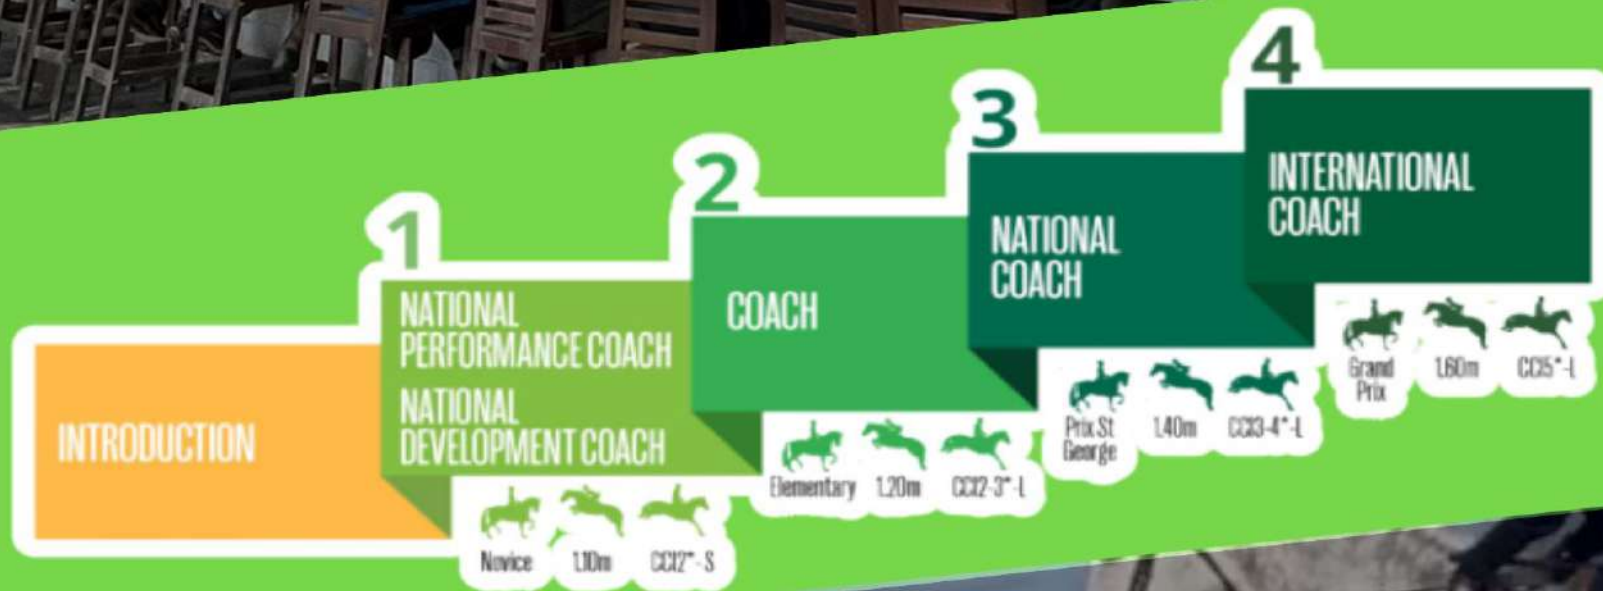 INTRODUCTION
1
NATIONAL
PERFORMANCE COACH
NATIONAL
DEVELOPMENT COACH
Novice
1.10m
CCI2*-S
2
COACH
Elementary
1.20m
CCI2-3*-L
3
NATIONAL
COACH
Prix St
George
1.40m
CCI3-4*-L
4
INTERNATIONAL
COACH
Grand
Prix
1.60m
CCI5*-L